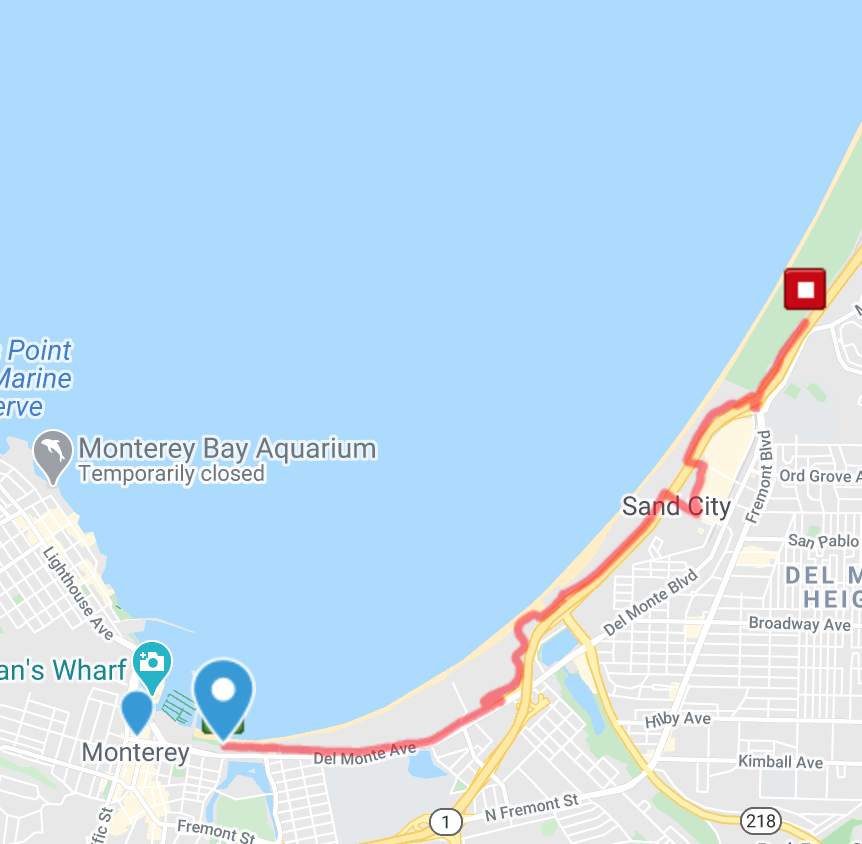 Point
Marine
erve
Monterey Bay Aquarium
Temporarily closed
Lighthouse Ave
an's Wharf
Monterey
Del Monte Ave
Fremont St
fic St
1
N Fremont St
218
Kimball Ave
Hilby Ave
Broadway Ave
DEL M
HEIG
San Pablo
Del Monte Blvd
Sand City
Ord Grove A
Fremont Blvd